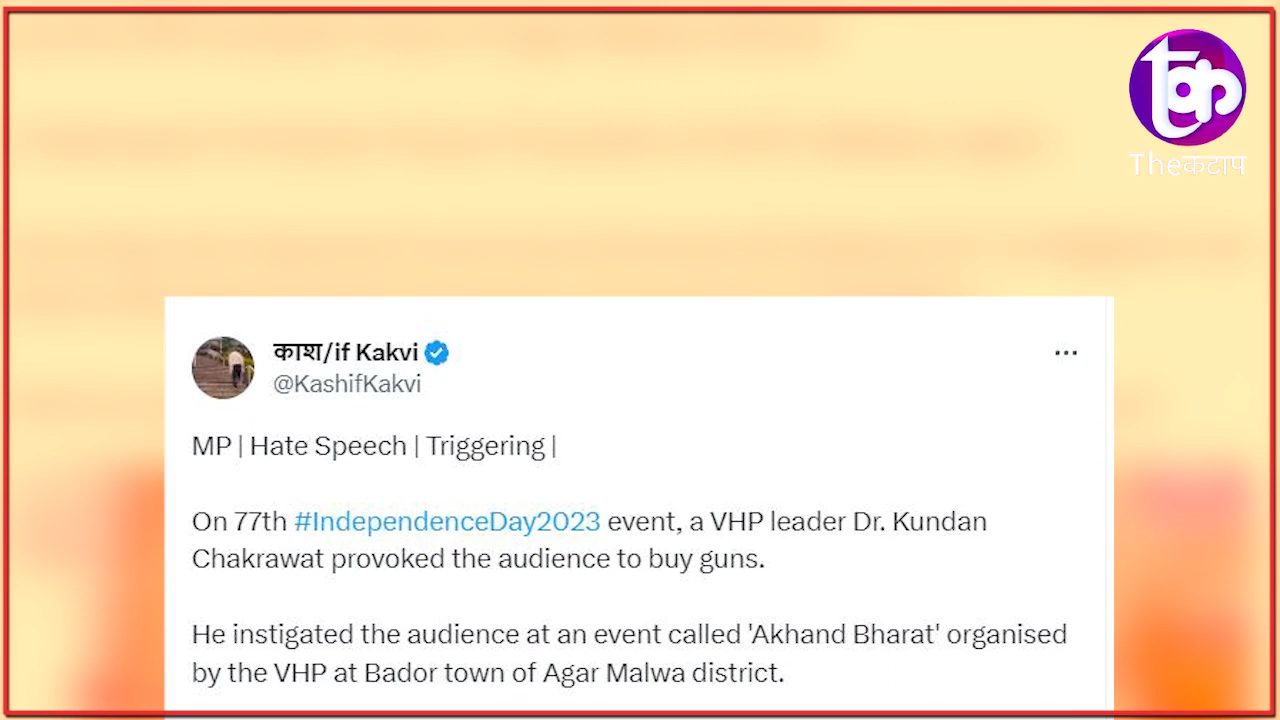 tक
Theकटाप
काश/if Kakvi
@KashifKakvi
MP | Hate Speech | Triggering |
On 77th #IndependenceDay2023 event, a VHP leader Dr. Kundan
Chakrawat provoked the audience to buy guns.
He instigated the audience at an event called 'Akhand Bharat' organised
by the VHP at Bador town of Agar Malwa district.